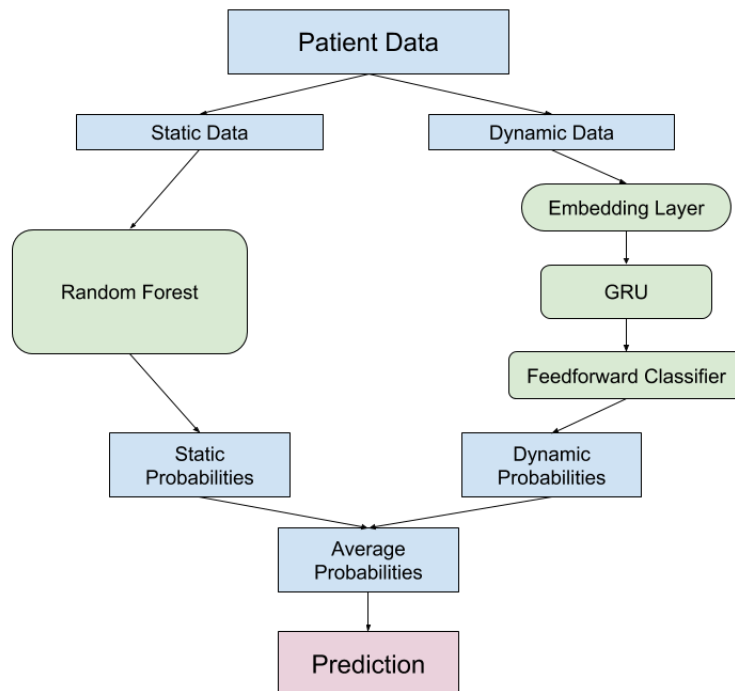 Patient Data
Static Data
Dynamic Data
Embedding Layer
Random Forest
GRU
Feedforward Classifier
Static
Probabilities
Dynamic
Probabilities
Average
Probabilities
Prediction